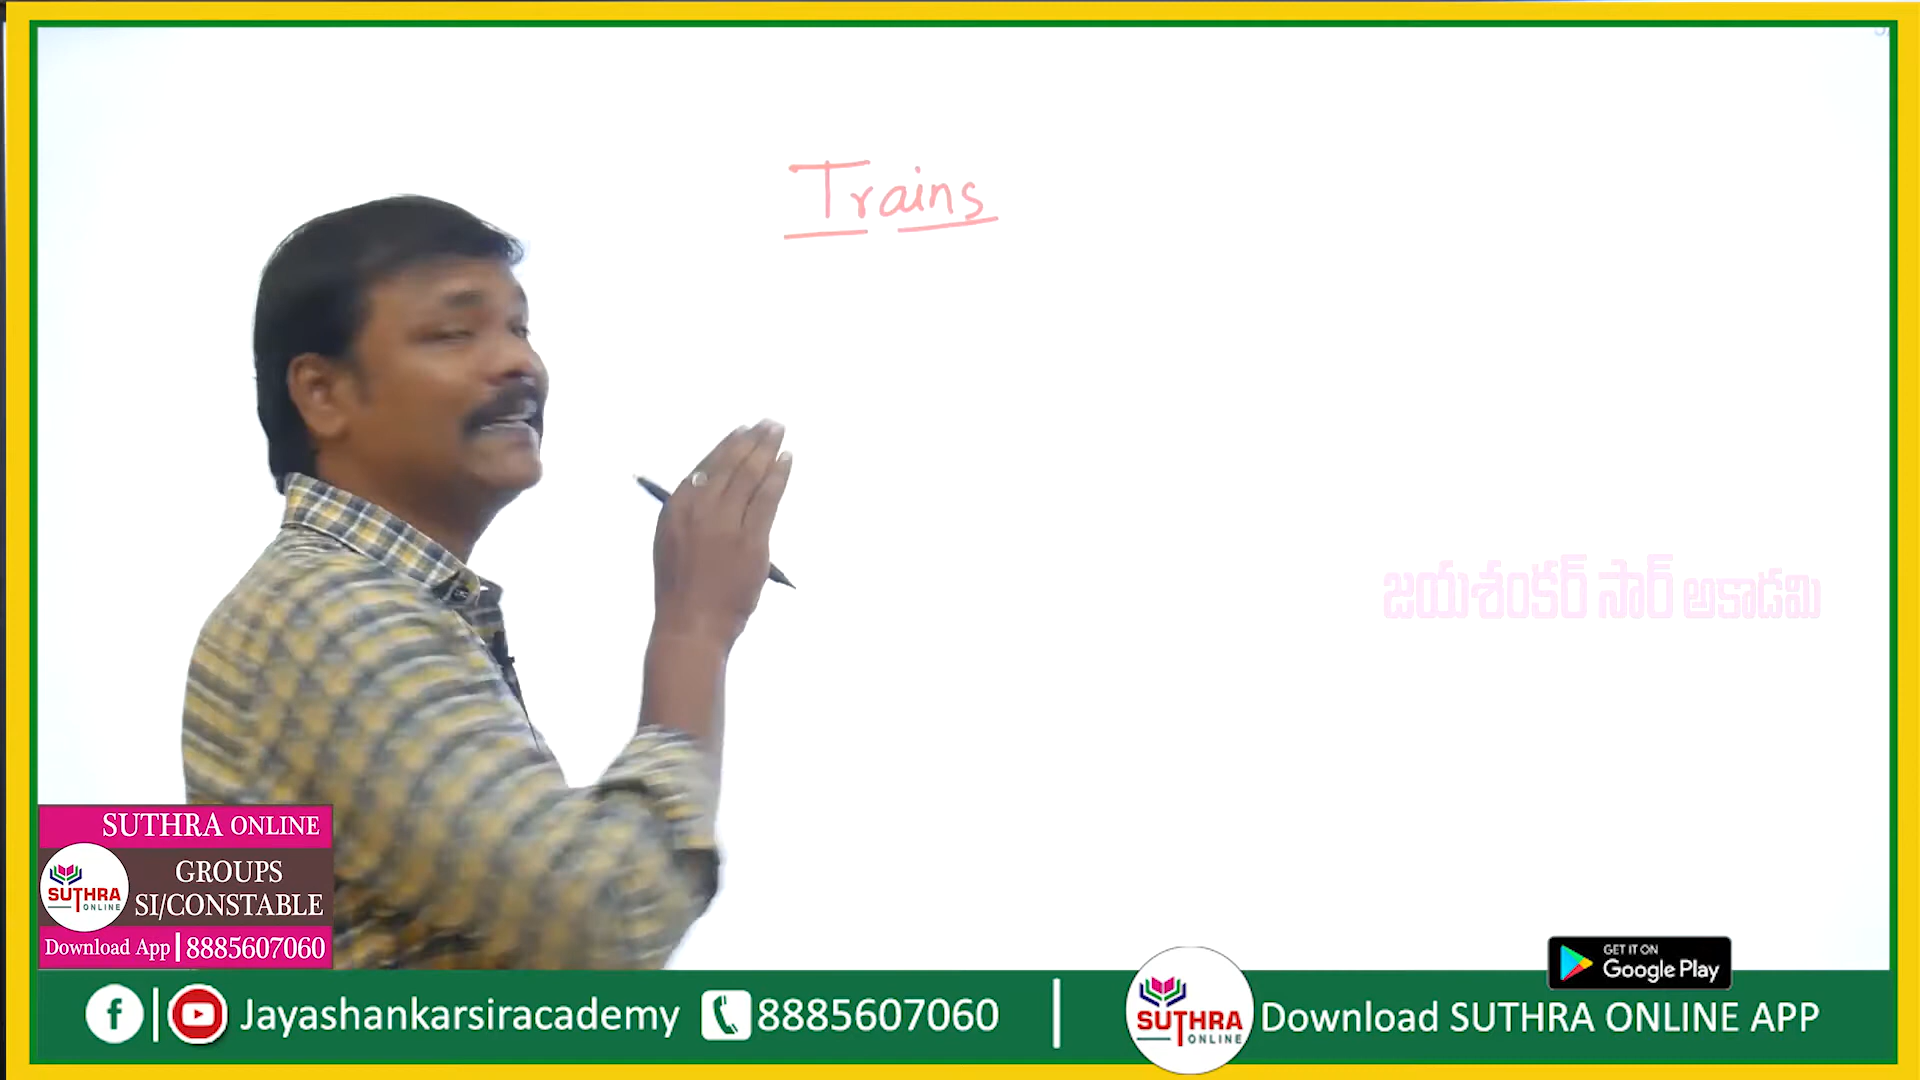 Trains
జయశంకర్ సార్ అకాడమి
SUTHRA ONLINE
GROUPS
SI/CONSTABLE
SUTHRA
ONLINE
Download App | 8885607060
GET IT ON
Google Play
f | Jayashankarsiracademy 8885607060 |
SUTHRA
ONLINE
Download SUTHRA ONLINE APP